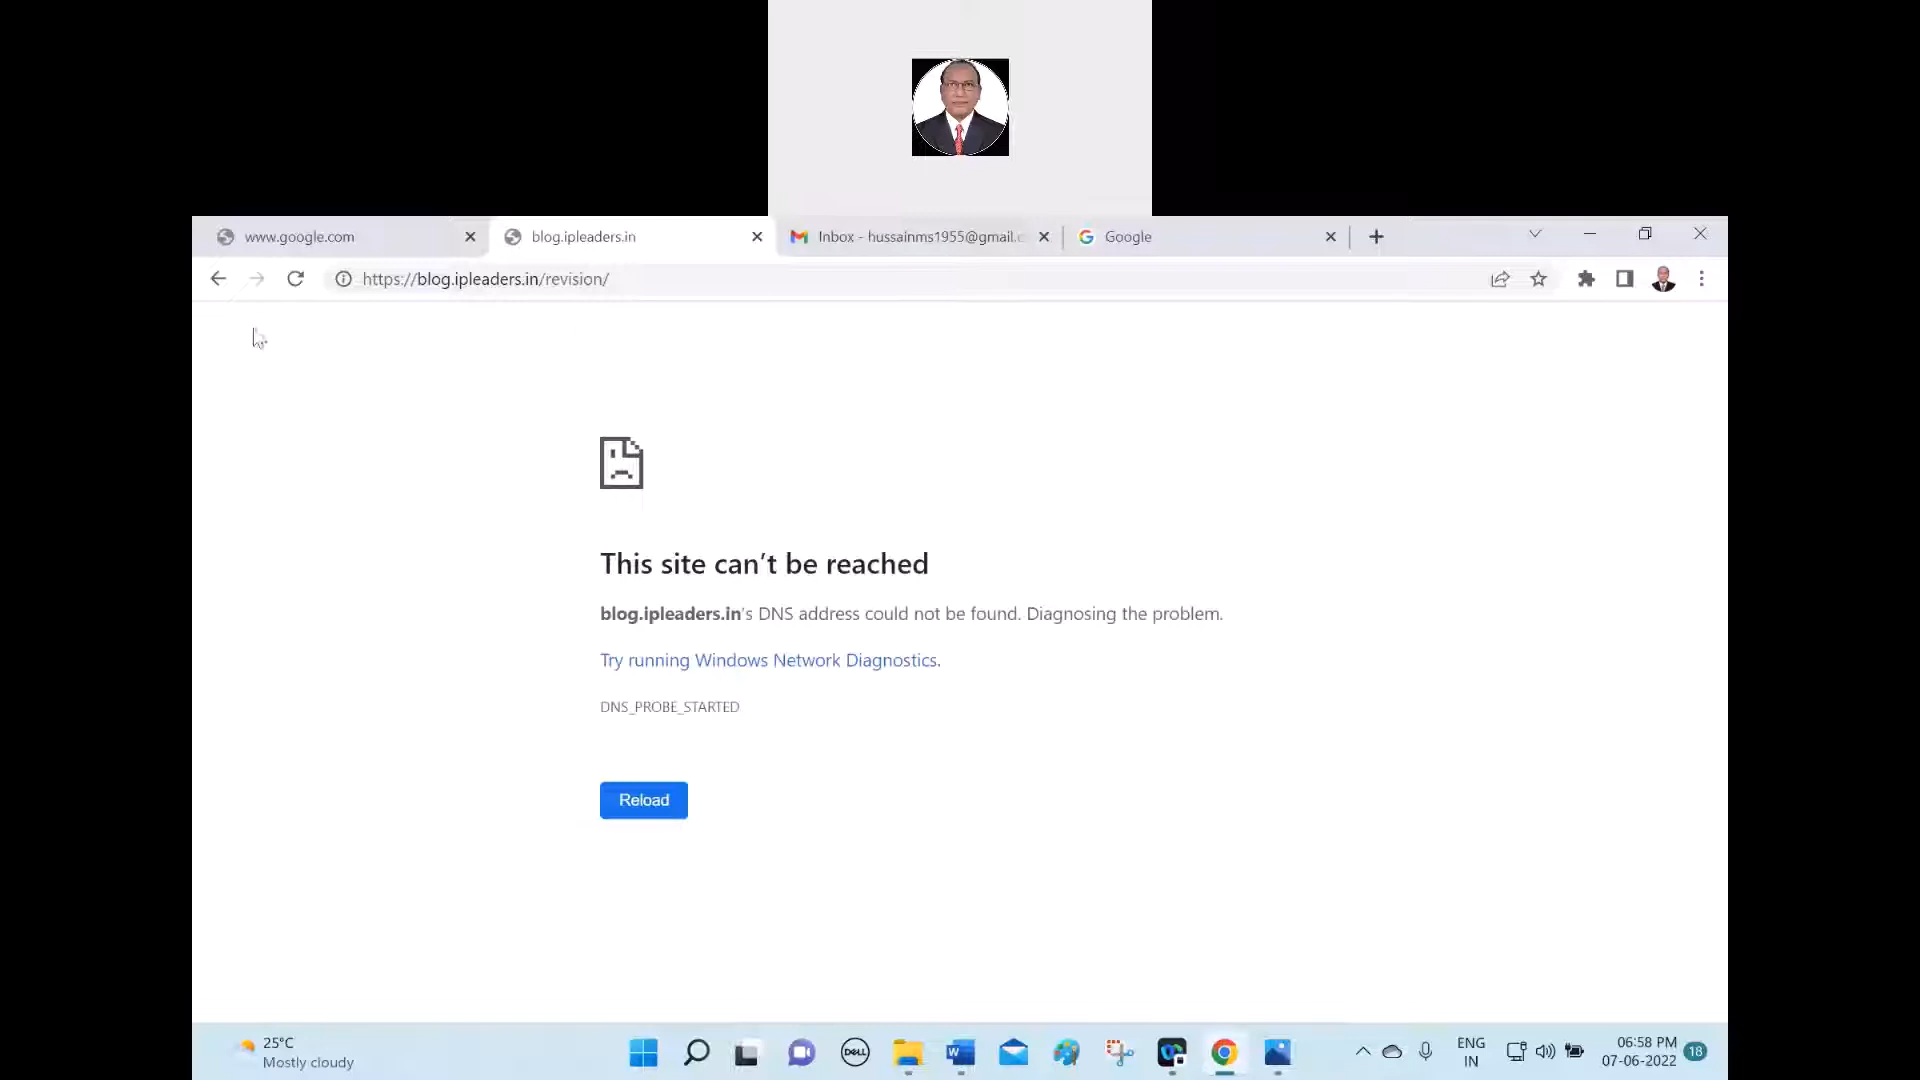 www.google.com
blog.ipleaders.in
Inbox - hussainms1955@gmail.c
Google
https://blog.ipleaders.in/revision/
This site can't be reached
blog.ipleaders.in's DNS address could not be found. Diagnosing the problem.
Try running Windows Network Diagnostics.
DNS_PROBE_STARTED
Reload
25°C
Mostly cloudy
DELL
W
ENG
IN
06:58 PM
07-06-2022
18